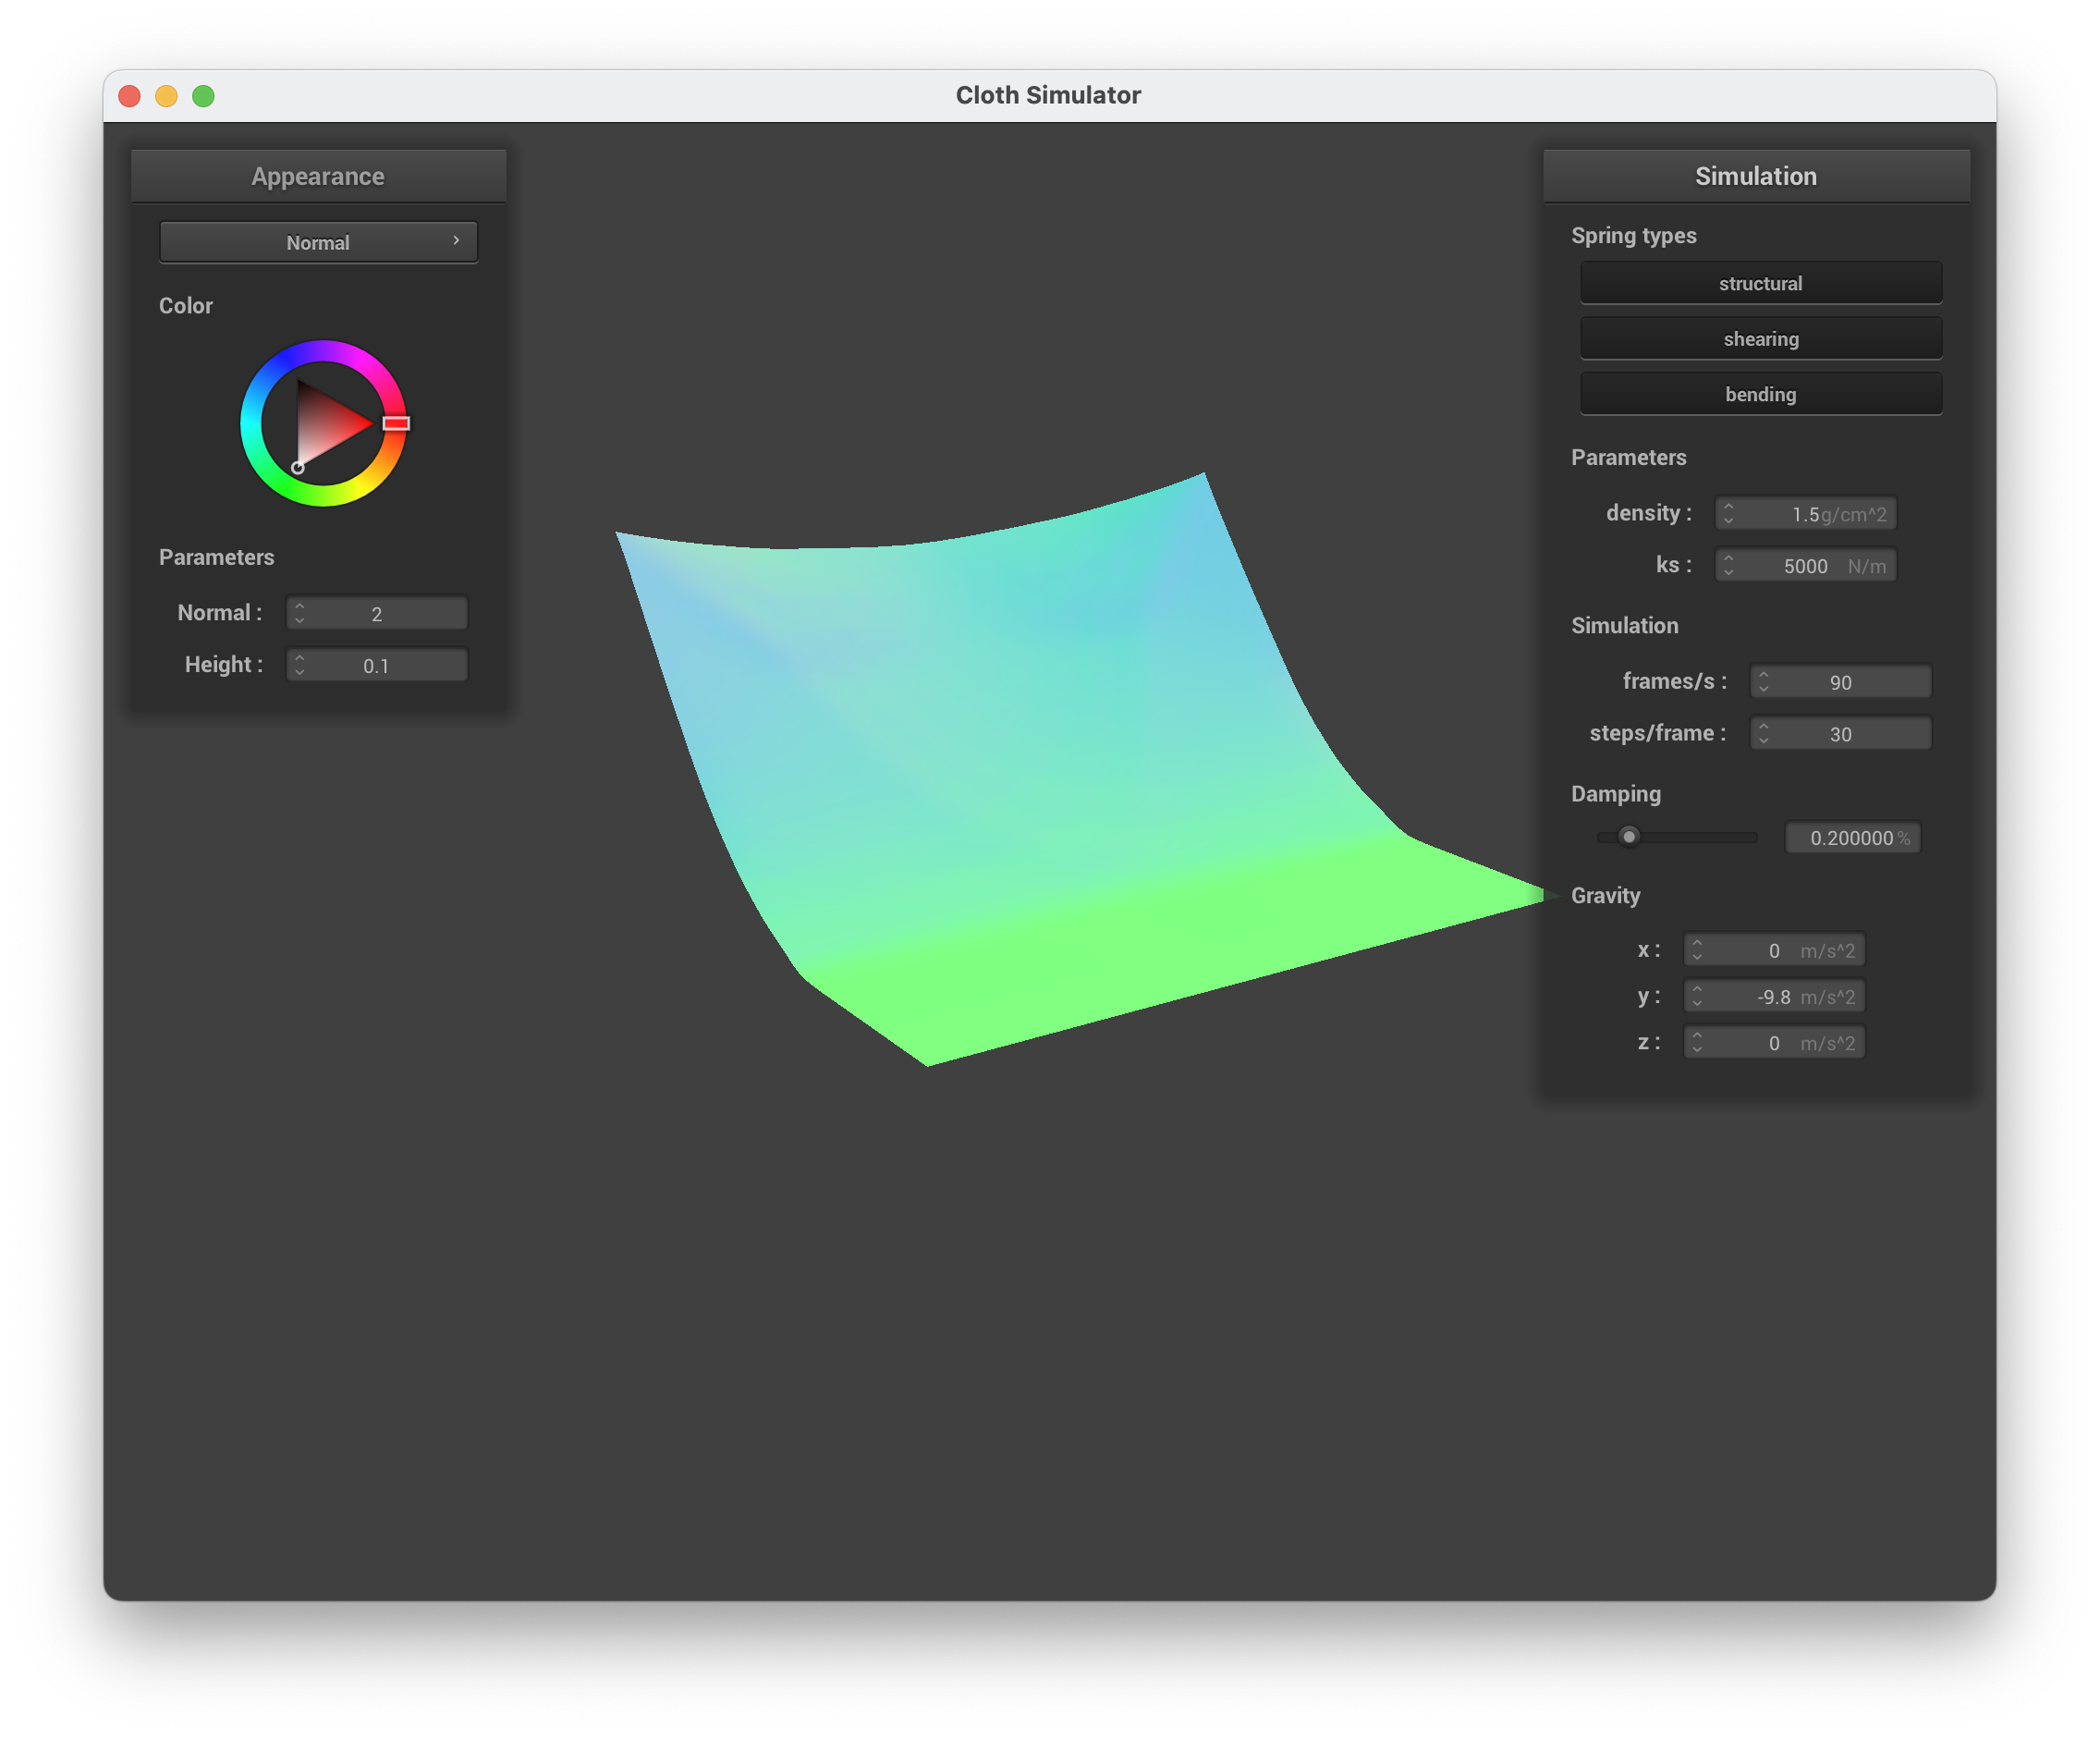 Cloth Simulator
Appearance
Normal
Color
Parameters
Normal : 2
Height : 0.1
Simulation
Spring types
structural
shearing
bending
Parameters
density : 1.5 g/cm^2
ks : 5000 N/m
Simulation
frames/s : 90
steps/frame : 30
Damping
0.200000 %
Gravity
x : 0 m/s^2
y : -9.8 m/s^2
z : 0 m/s^2